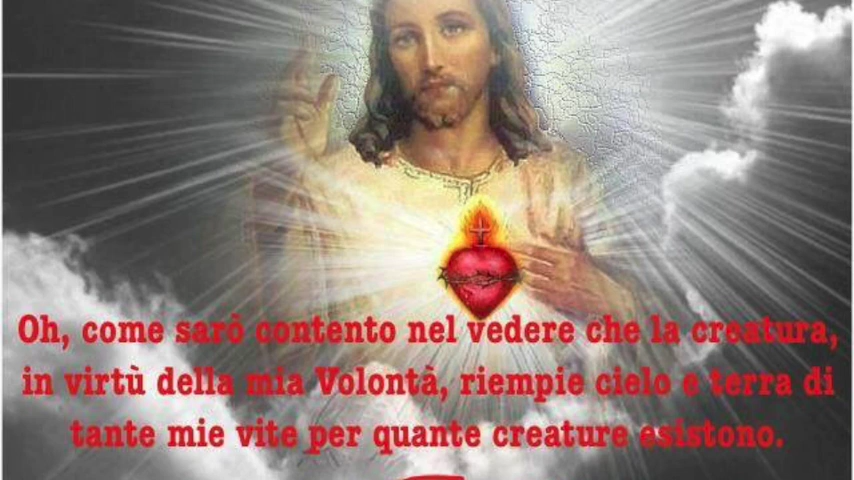 Oh, come sarò contento nel vedere che la creatura,
in virtù della mia Volontà, riempie cielo e terra di
tante mie vite per quante creature esistono.